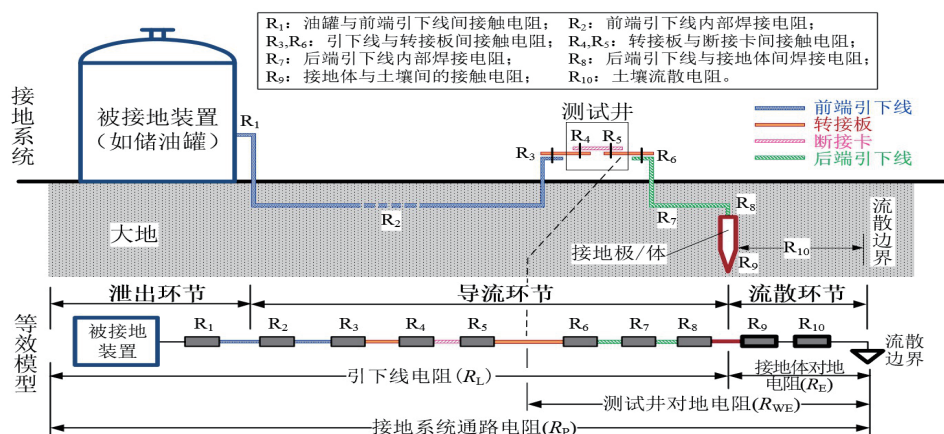 R₁：油罐与前端引下线间接触电阻； R₂：前端引下线内部焊接电阻；
R₃,R₆：引下线与转接板间接触电阻； R₄,R₅：转接板与断接卡间接触电阻；
R₇：后端引下线内部焊接电阻； R₈：后端引下线与接地体间焊接电阻；
R₉：接地体与土壤间的接触电阻； R₁₀：土壤流散电阻。
接地系统
被接地装置
（如储油罐）
R₁
测试井
R₃
R₄
R₅
R₆
前端引下线
转接板
断接卡
后端引下线
大地
R₂
R₇
R₈
接地极/体
R₉
R₁₀
流散边界
泄出环节
导流环节
流散环节
等效模型
被接地
装置
R₁
R₂
R₃
R₄
R₅
R₆
R₇
R₈
R₉
R₁₀
流散
边界
引下线电阻(R_L)
接地体对地
电阻(R_E)
测试井对地电阻(R_WE)
接地系统通路电阻(R_P)